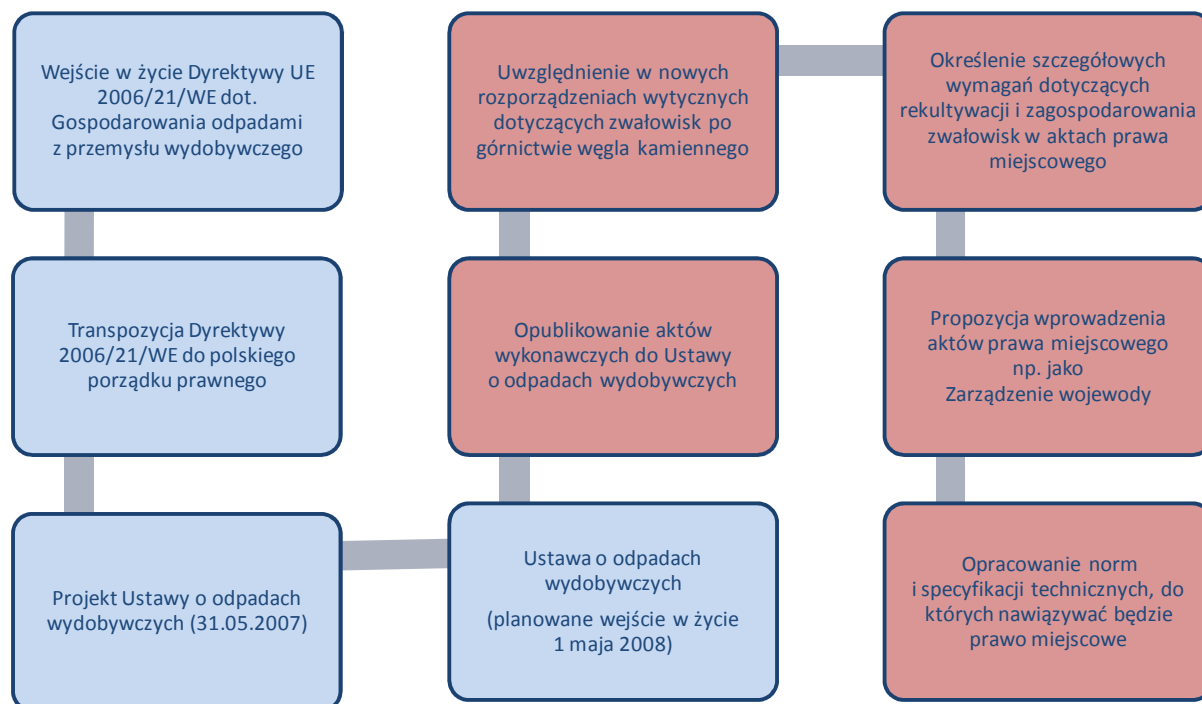 Wejście w życie Dyrektywy UE
2006/21/WE dot.
Gospodarowania odpadami
z przemysłu wydobywczego
Transpozycja Dyrektywy
2006/21/WE do polskiego
porządku prawnego
Projekt Ustawy o odpadach
wydobywczych (31.05.2007)
Ustawa o odpadach
wydobywczych
(planowane wejście w życie
1 maja 2008)
Opublikowanie aktów
wykonawczych do Ustawy
o odpadach wydobywczych
Uwzględnienie w nowych
rozporządzeniach wytycznych
dotyczących zwałowisk po
górnictwie węgla kamiennego
Określenie szczegółowych
wymagań dotyczących
rekultywacji i zagospodarowania
zwałowisk w aktach prawa
miejscowego
Propozycja wprowadzenia
aktów prawa miejscowego
np. jako
Zarządzenie wojewody
Opracowanie norm
i specyfikacji technicznych, do
których nawiązywać będzie
prawo miejscowe